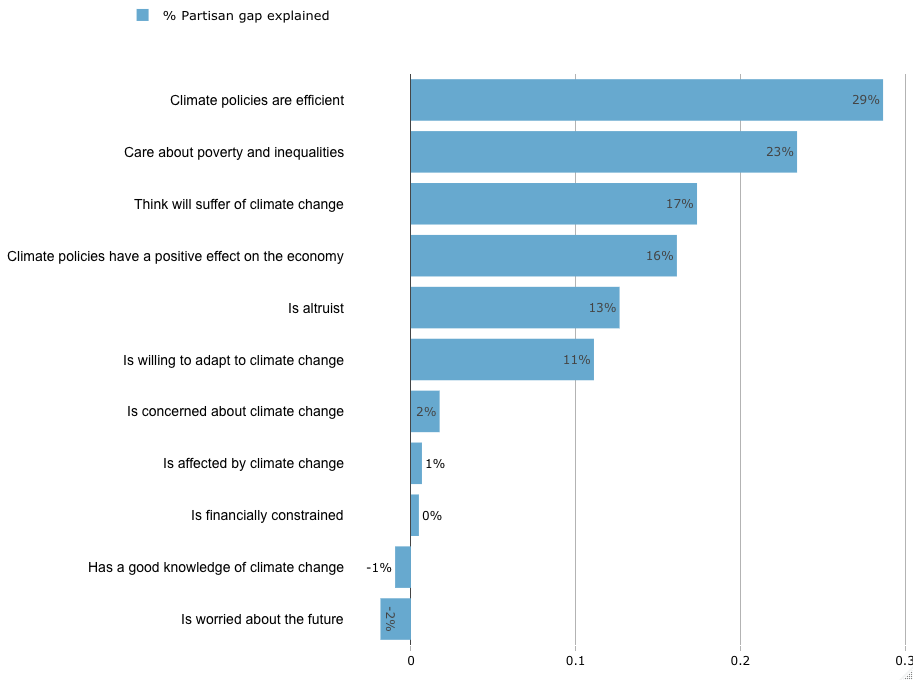 % Partisan gap explained
Climate policies are efficient 29%
Care about poverty and inequalities 23%
Think will suffer of climate change 17%
Climate policies have a positive effect on the economy 16%
Is altruist 13%
Is willing to adapt to climate change 11%
Is concerned about climate change 2%
Is affected by climate change 1%
Is financially constrained 0%
Has a good knowledge of climate change -1%
Is worried about the future -2%
0 0.1 0.2 0.3